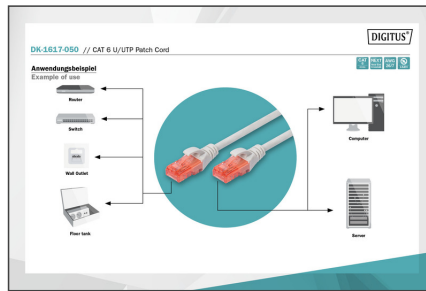 DIGITUS®
DK-1617-050 // CAT 6 U/UTP Patch Cord
Anwendungsbeispiel
Example of use
Router
Switch
Wall Outlet
Floor tank
Computer
Server